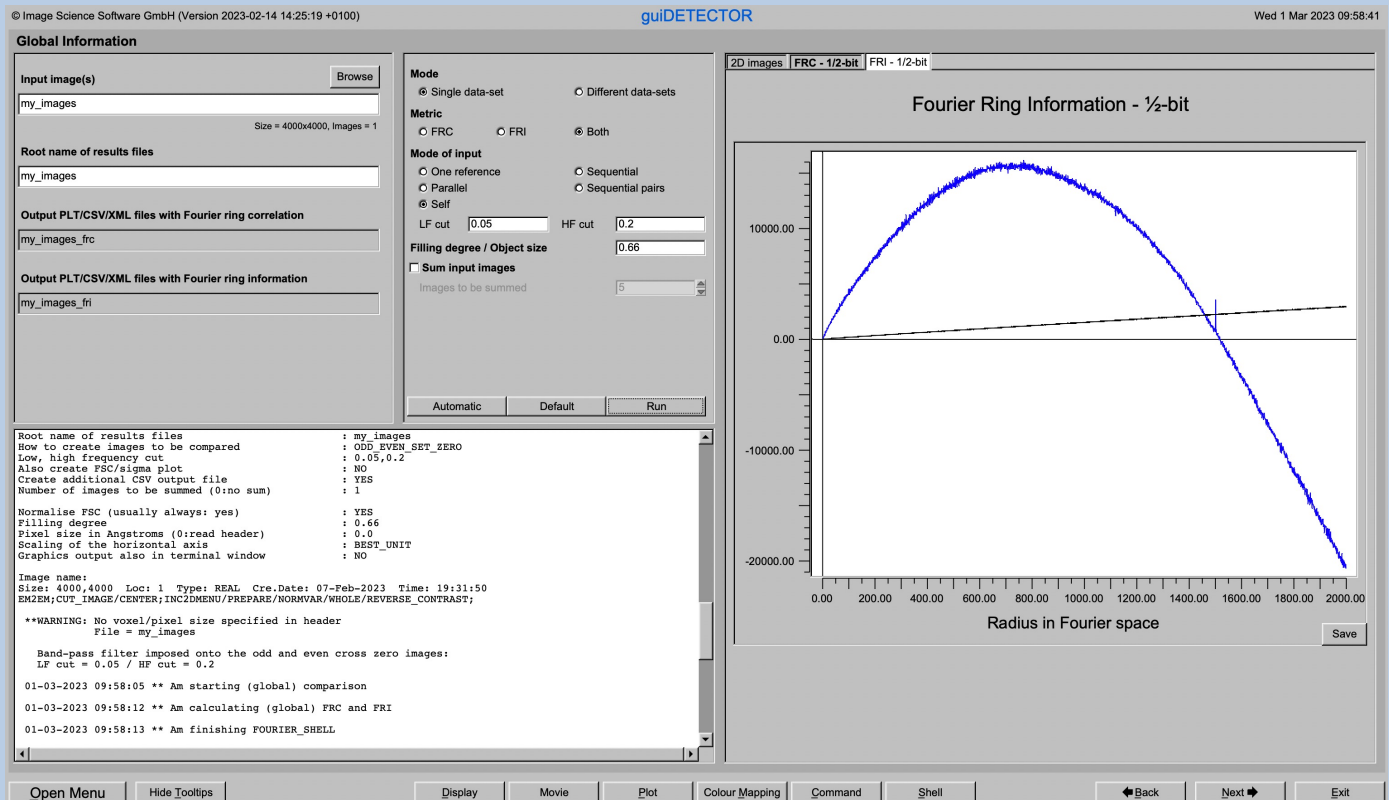 © Image Science Software GmbH (Version 2023-02-14 14:25:19 +0100)
guiDETECTOR
Wed 1 Mar 2023 09:58:41
Global Information
Input image(s)
Browse
my_images
Size = 4000x4000, Images = 1
Root name of results files
my_images
Output PLT/CSV/XML files with Fourier ring correlation
my_images_frc
Output PLT/CSV/XML files with Fourier ring information
my_images_fri
Mode
Single data-set
Different data-sets
Metric
FRC
FRI
Both
Mode of input
One reference
Sequential
Parallel
Sequential pairs
Self
LF cut
0.05
HF cut
0.2
Filling degree / Object size
0.66
Sum input images
Images to be summed
5
Automatic
Default
Run
Root name of results files : my_images
How to create images to be compared : ODD_EVEN_SET_ZERO
Low, high frequency cut : 0.05,0.2
Also create FSC/sigma plot : NO
Create additional CSV output file : YES
Number of images to be summed (0:no sum) : 1
Normalise FSC (usually always: yes) : YES
Filling degree : 0.66
Pixel size in Angstroms (0:read header) : 0.0
Scaling of the horizontal axis : BEST_UNIT
Graphics output also in terminal window : NO
Image name:
Size: 4000,4000 Loc: 1 Type: REAL Cre.Date: 07-Feb-2023 Time: 19:31:50
EM2EM;CUT_IMAGE/CENTER;INC2DMENU/PREPARE/NORMVAR/WHOLE/REVERSE_CONTRAST;
**WARNING: No voxel/pixel size specified in header
File = my_images
Band-pass filter imposed onto the odd and even cross zero images:
LF cut = 0.05 / HF cut = 0.2
01-03-2023 09:58:05 ** Am starting (global) comparison
01-03-2023 09:58:12 ** Am calculating (global) FRC and FRI
01-03-2023 09:58:13 ** Am finishing FOURIER_SHELL
2D images
FRC - 1/2-bit
FRI - 1/2-bit
Fourier Ring Information - ½-bit
10000.00
0.00
-10000.00
-20000.00
0.00 200.00 400.00 600.00 800.00 1000.00 1200.00 1400.00 1600.00 1800.00 2000.00
Radius in Fourier space
Save
Open Menu
Hide Tooltips
Display
Movie
Plot
Colour Mapping
Command
Shell
Back
Next
Exit